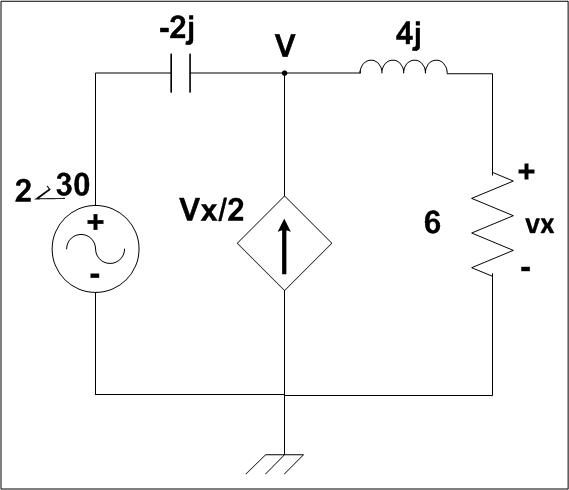 -2j
V
4j
2∠30
+
-
Vx/2
6
+
vx
-